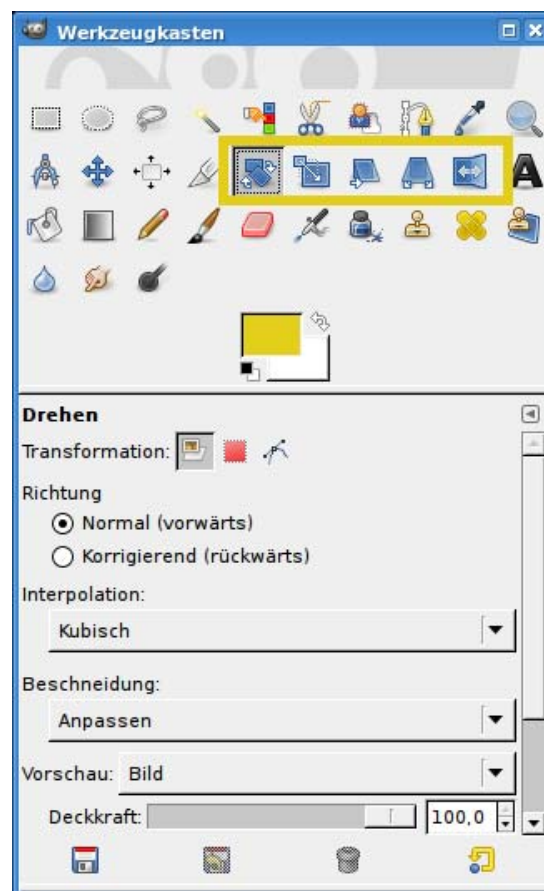 Werkzeugkasten
Drehen
Transformation:
Richtung
Normal (vorwärts)
Korrigierend (rückwärts)
Interpolation:
Kubisch
Beschneidung:
Anpassen
Vorschau: Bild
Deckkraft: 100,0